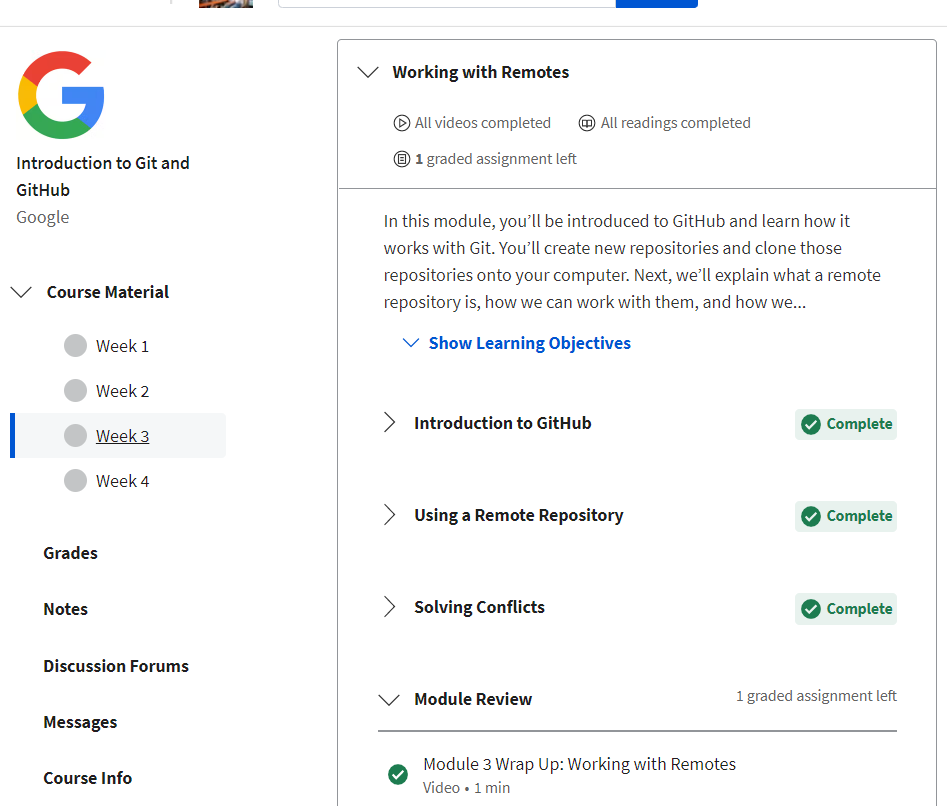 Introduction to Git and
GitHub
Google
Course Material
Week 1
Week 2
Week 3
Week 4
Grades
Notes
Discussion Forums
Messages
Course Info
Working with Remotes
All videos completed All readings completed
1 graded assignment left
In this module, you’ll be introduced to GitHub and learn how it
works with Git. You’ll create new repositories and clone those
repositories onto your computer. Next, we’ll explain what a remote
repository is, how we can work with them, and how we...
Show Learning Objectives
Introduction to GitHub Complete
Using a Remote Repository Complete
Solving Conflicts Complete
Module Review 1 graded assignment left
Module 3 Wrap Up: Working with Remotes
Video • 1 min